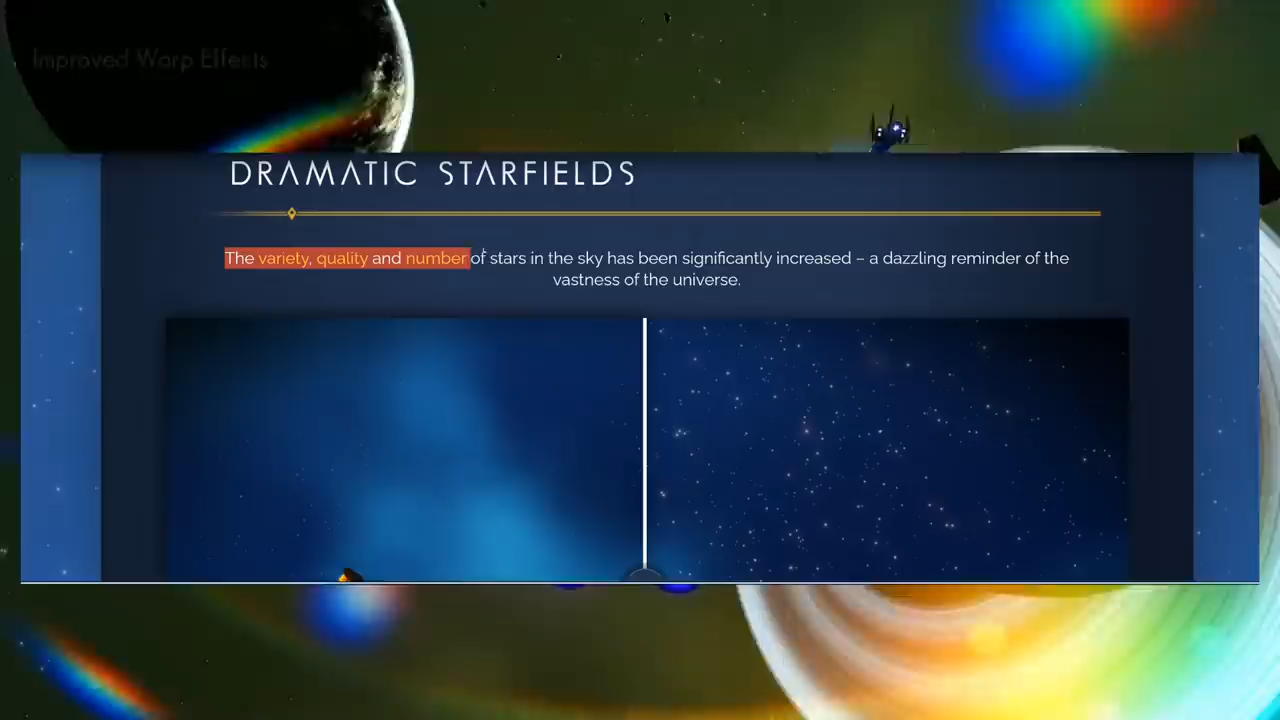 Improved Warp Effects
DRAMATIC STARFIELDS
The variety, quality and number of stars in the sky has been significantly increased – a dazzling reminder of the
vastness of the universe.